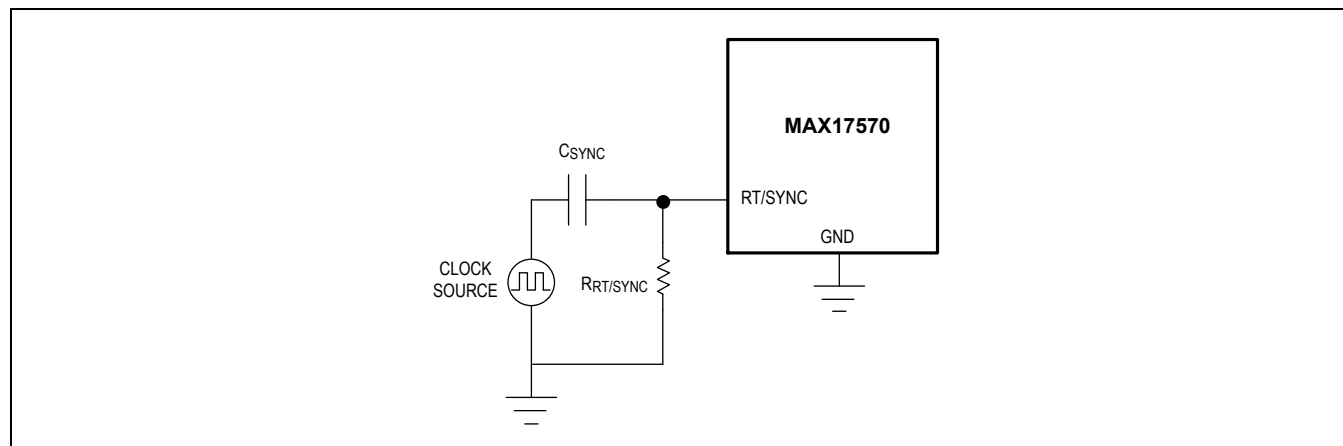 MAX17570
CSYNC
RT/SYNC
GND
CLOCK
SOURCE
RRT/SYNC